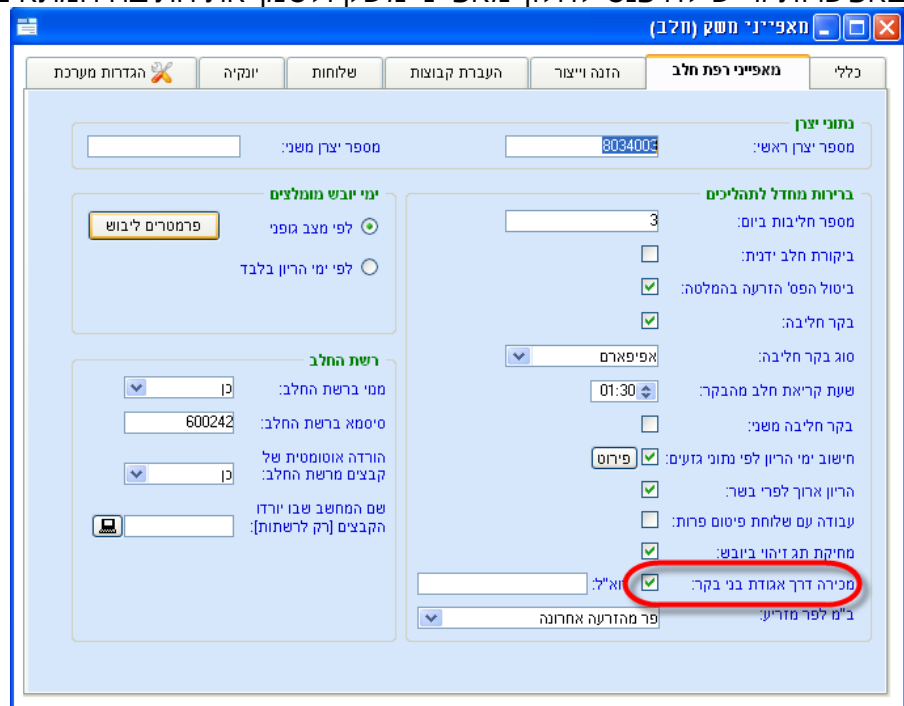 מאפייני משק (חלב)
כללי
מאפייני רפת חלב
הזנה וייצור
העברת קבוצות
שלוחות
יונקיה
הגדרות מערכת
נתוני יצרן
מספר יצרן ראשי: 8034003
מספר יצרן משני:
ברירות מחדל לתהליכים
מספר חליבות ביום: 3
ביקורת חלב ידנית:
ביטול הפס' הזרעה בהמלטה:
בקר חליבה:
סוג בקר חליבה: אפיפארם
שעת קריאת חלב מהבקר: 01:30
בקר חליבה משני:
חישוב ימי הריון לפי נתוני גזעים: פירוט
הריון ארוך לפרי בשר:
עבודה עם שלוחת פיטום פרות:
מחיקת תג זיהוי ביובש:
מכירה דרך אגודת בני בקר:
ב"מ לפר מזריע: פר מהזרעה אחרונה
ימי יובש מומלצים
לפי מצב גופני
פרמטרים ליבוש
לפי ימי הריון בלבד
רשת החלב
מנוי ברשת החלב: כן
סיסמא ברשת החלב: 600242
הורדה אוטומטית של
קבצים מרשת החלב: כן
שם המחשב שבו יורדו
הקבצים [רק לרשתות]: